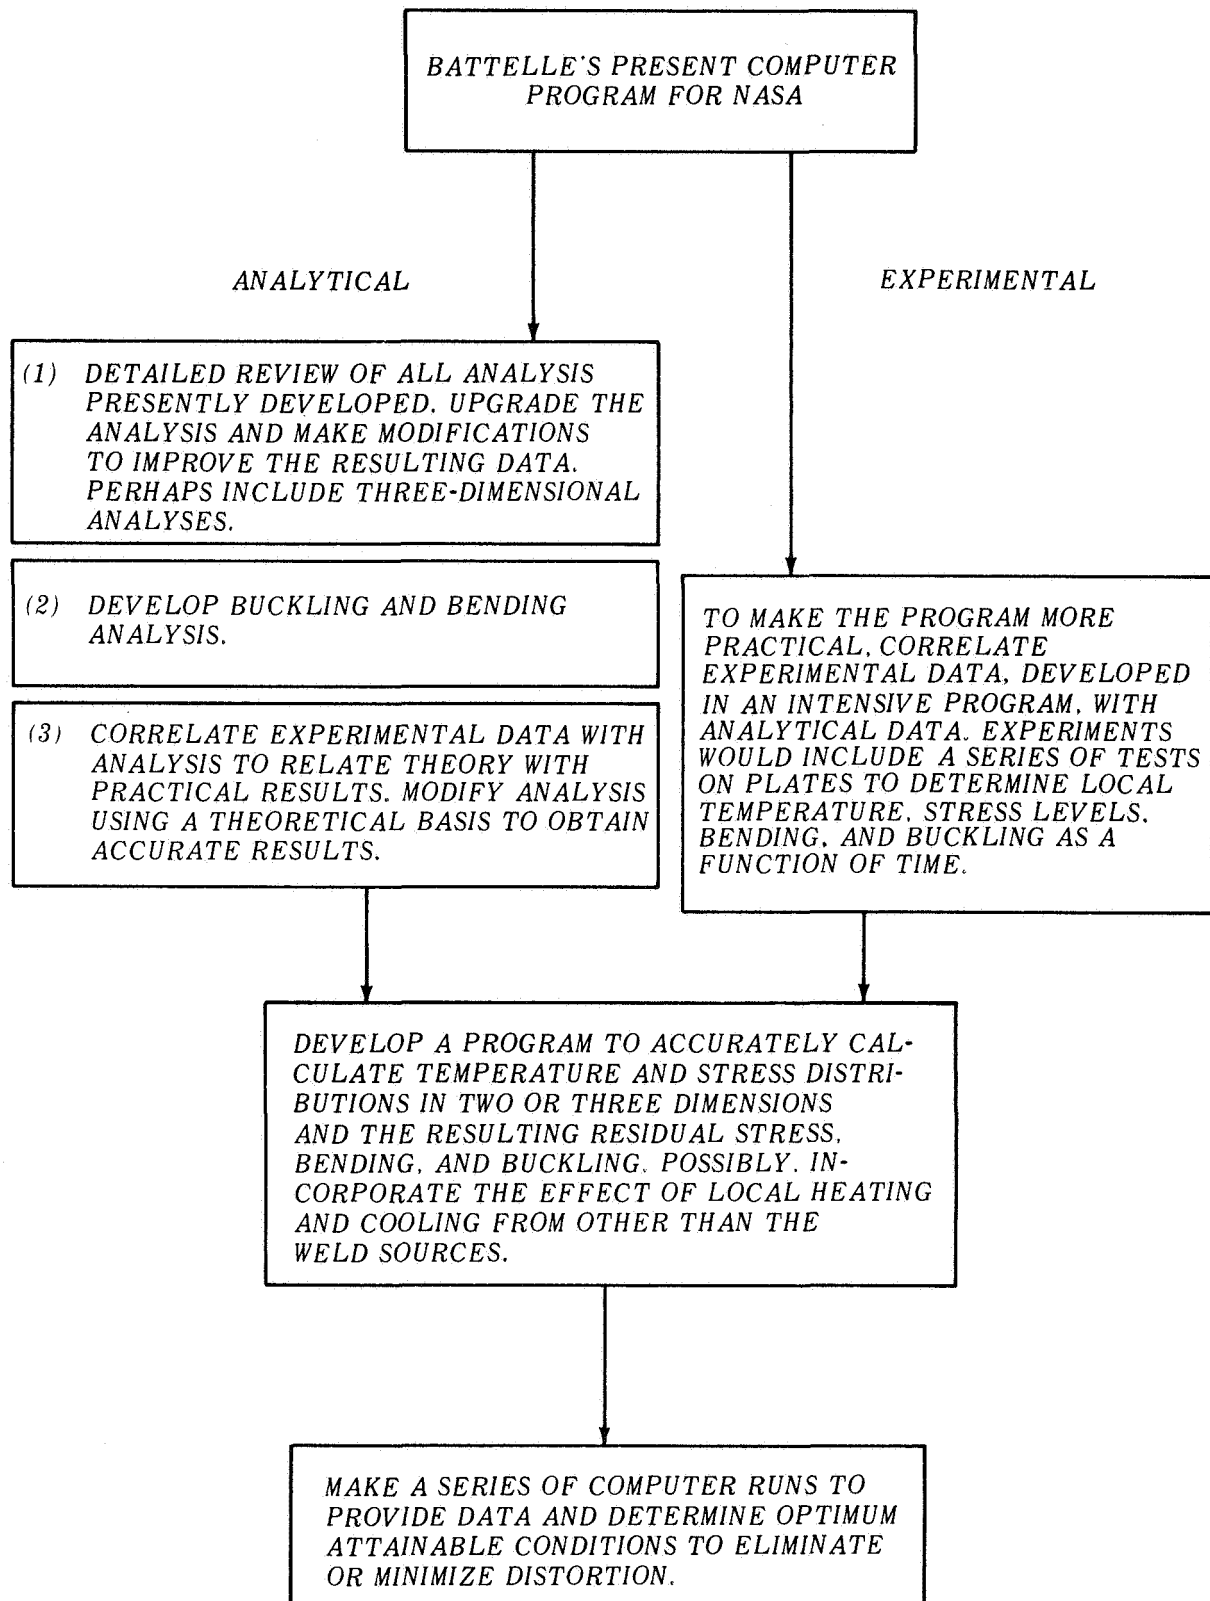 BATTELLE'S PRESENT COMPUTER
PROGRAM FOR NASA
ANALYTICAL
EXPERIMENTAL
(1) DETAILED REVIEW OF ALL ANALYSIS
PRESENTLY DEVELOPED. UPGRADE THE
ANALYSIS AND MAKE MODIFICATIONS
TO IMPROVE THE RESULTING DATA.
PERHAPS INCLUDE THREE-DIMENSIONAL
ANALYSES.
(2) DEVELOP BUCKLING AND BENDING
ANALYSIS.
(3) CORRELATE EXPERIMENTAL DATA WITH
ANALYSIS TO RELATE THEORY WITH
PRACTICAL RESULTS. MODIFY ANALYSIS
USING A THEORETICAL BASIS TO OBTAIN
ACCURATE RESULTS.
TO MAKE THE PROGRAM MORE
PRACTICAL, CORRELATE
EXPERIMENTAL DATA, DEVELOPED
IN AN INTENSIVE PROGRAM, WITH
ANALYTICAL DATA. EXPERIMENTS
WOULD INCLUDE A SERIES OF TESTS
ON PLATES TO DETERMINE LOCAL
TEMPERATURE, STRESS LEVELS,
BENDING, AND BUCKLING AS A
FUNCTION OF TIME.
DEVELOP A PROGRAM TO ACCURATELY CAL-
CULATE TEMPERATURE AND STRESS DISTRI-
BUTIONS IN TWO OR THREE DIMENSIONS
AND THE RESULTING RESIDUAL STRESS,
BENDING, AND BUCKLING. POSSIBLY, IN-
CORPORATE THE EFFECT OF LOCAL HEATING
AND COOLING FROM OTHER THAN THE
WELD SOURCES.
MAKE A SERIES OF COMPUTER RUNS TO
PROVIDE DATA AND DETERMINE OPTIMUM
ATTAINABLE CONDITIONS TO ELIMINATE
OR MINIMIZE DISTORTION.